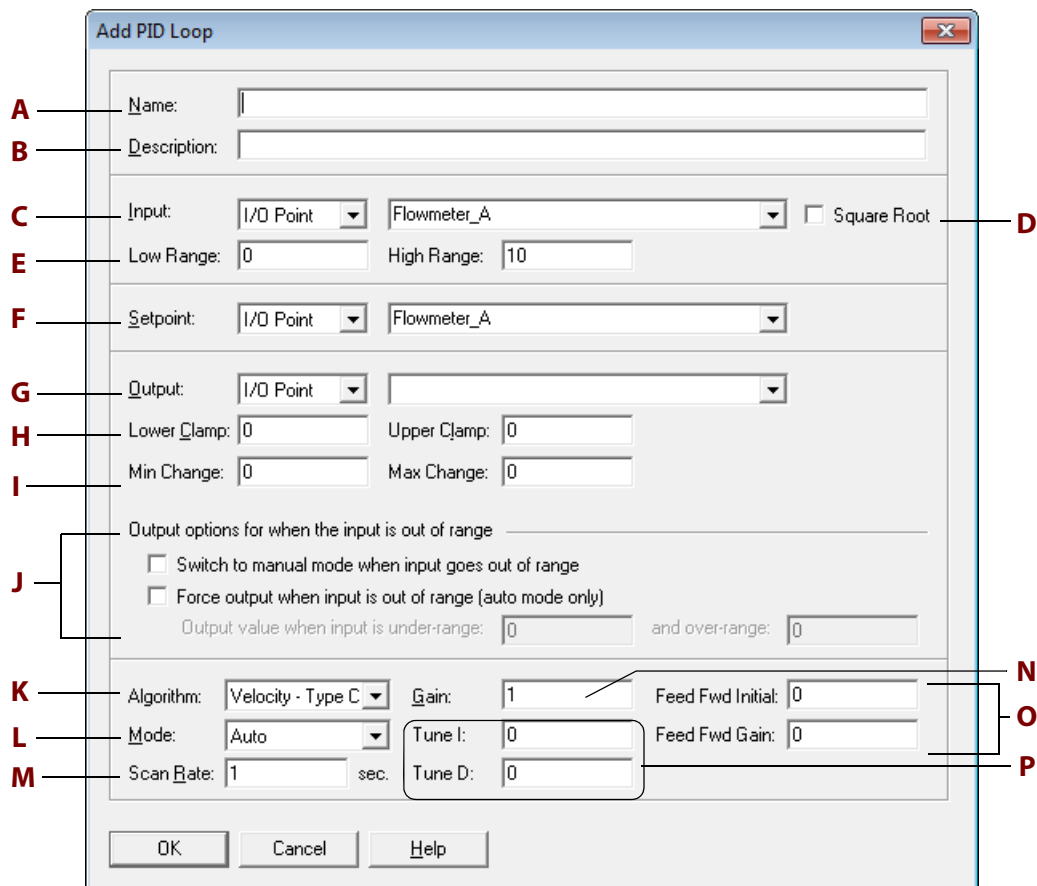 Add PID Loop
A Name:
B Description:
C Input: I/O Point Flowmeter_A Square Root D
E Low Range: 0 High Range: 10
F Setpoint: I/O Point Flowmeter_A
G Output: I/O Point
H Lower Clamp: 0 Upper Clamp: 0
I Min Change: 0 Max Change: 0
Output options for when the input is out of range
J Switch to manual mode when input goes out of range
Force output when input is out of range (auto mode only)
Output value when input is under-range: 0 and over-range: 0
K Algorithm: Velocity - Type C Gain: 1 N Feed Fwd Initial: 0 O
L Mode: Auto Tune I: 0 Feed Fwd Gain: 0
M Scan Rate: 1 sec. Tune D: 0 P
OK Cancel Help